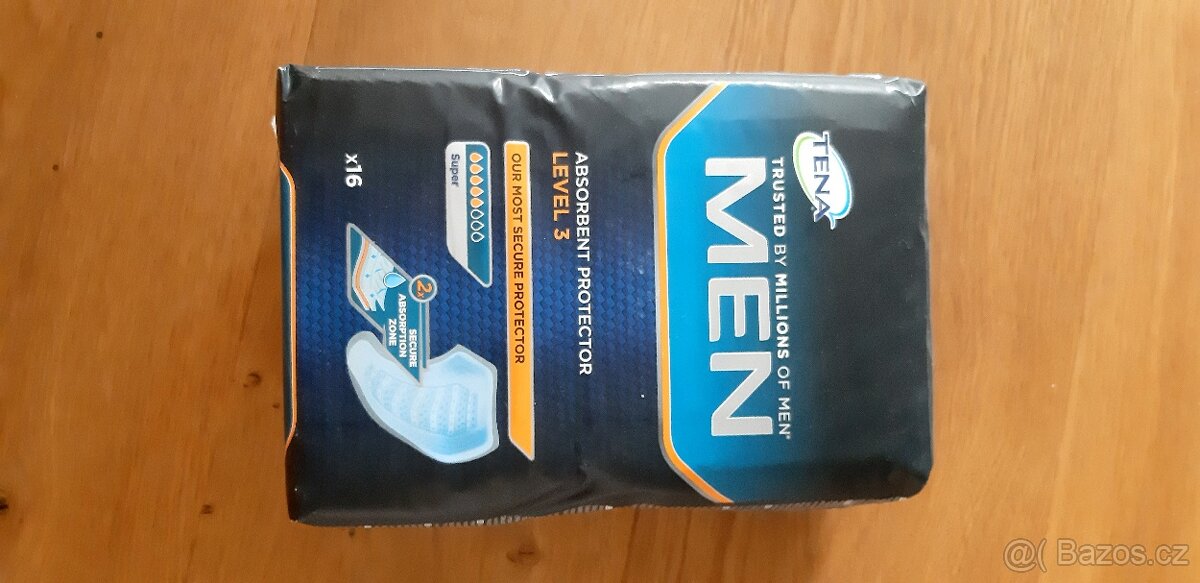 TENA
TRUSTED BY MILLIONS OF MEN*
MEN
ABSORBENT PROTECTOR
LEVEL 3
OUR MOST SECURE PROTECTOR
Super
2x
SECURE
ABSORPTION
ZONE
x16
@( Bazos.cz